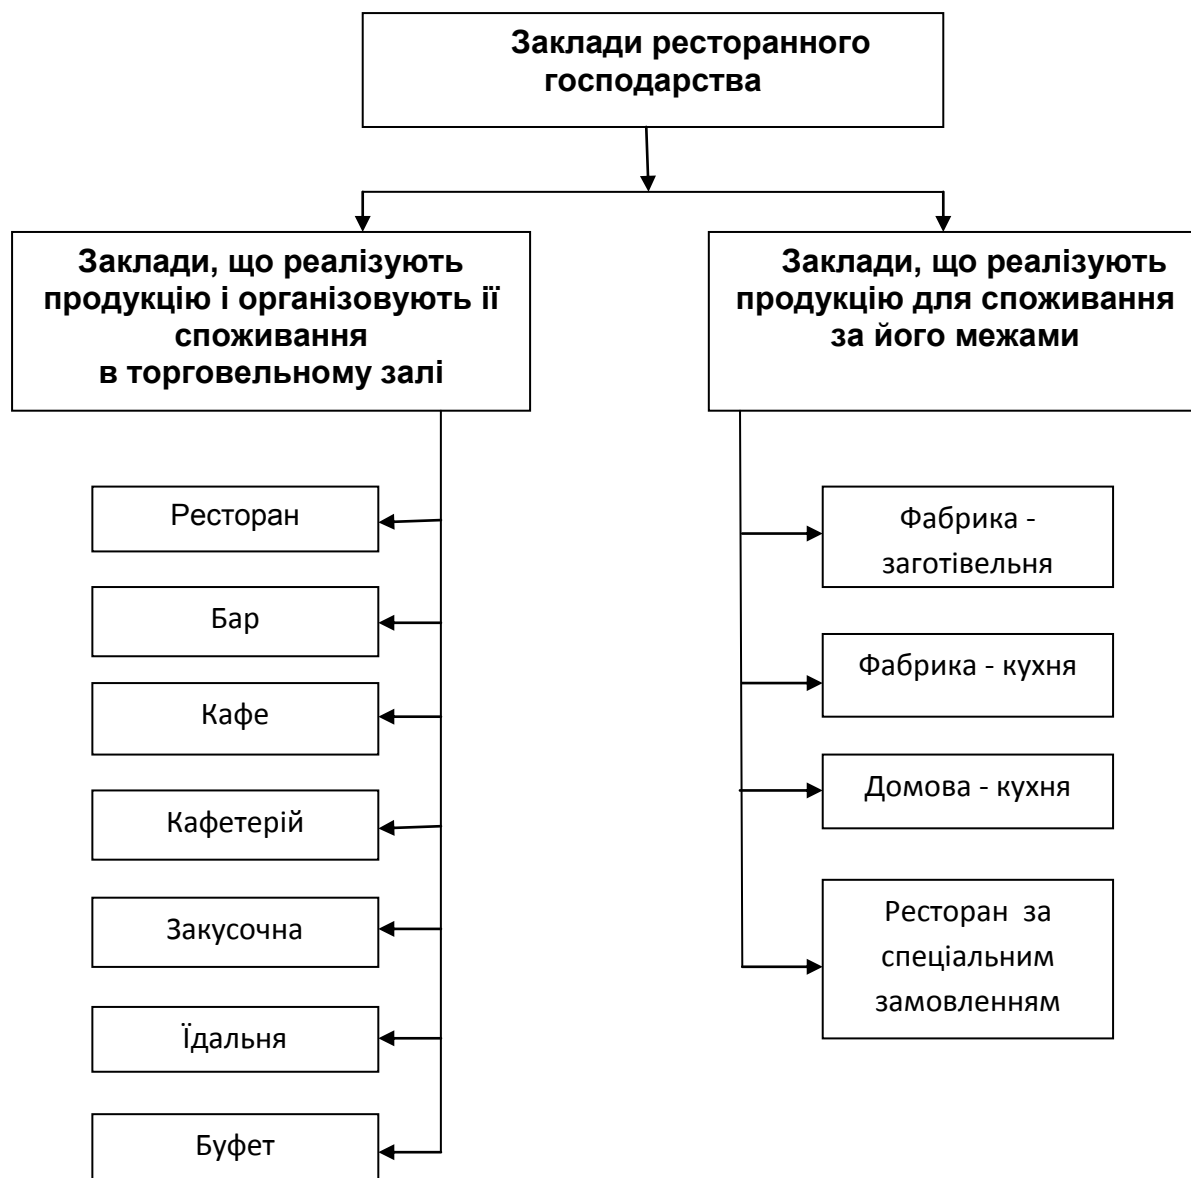 Заклади ресторанного
господарства
Заклади, що реалізують
продукцію і організовують ії
споживання
в торговельному залі
Заклади, що реалізують
продукцію для споживання
за його межами
Ресторан
Бар
Кафе
Кафетерій
Закусочна
Їдальня
Буфет
Фабрика -
заготівельня
Фабрика - кухня
Домова - кухня
Ресторан за
спеціальним
замовленням